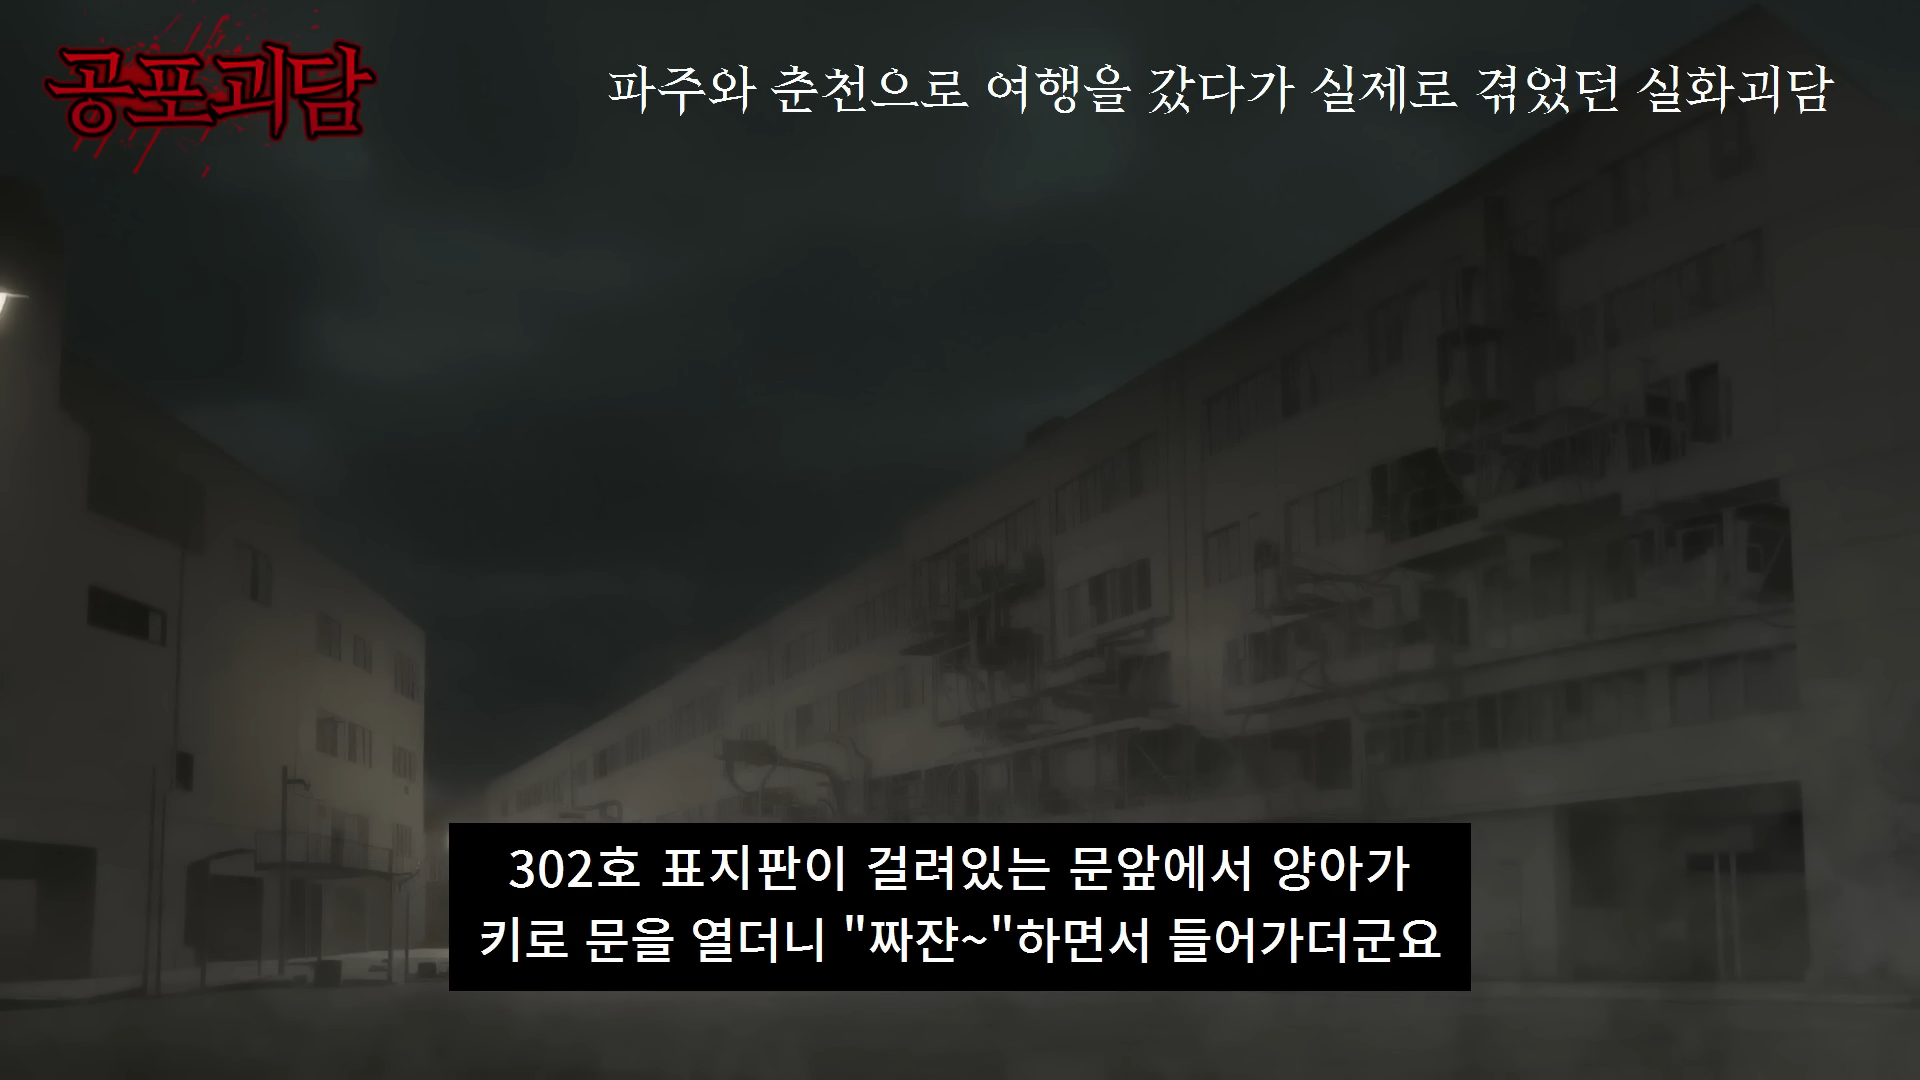 공포괴담
파주와 춘천으로 여행을 갔다가 실제로 겪었던 실화괴담
302호 표지판이 걸려있는 문앞에서 양아가
키로 문을 열더니 "짜쟌~"하면서 들어가더군요